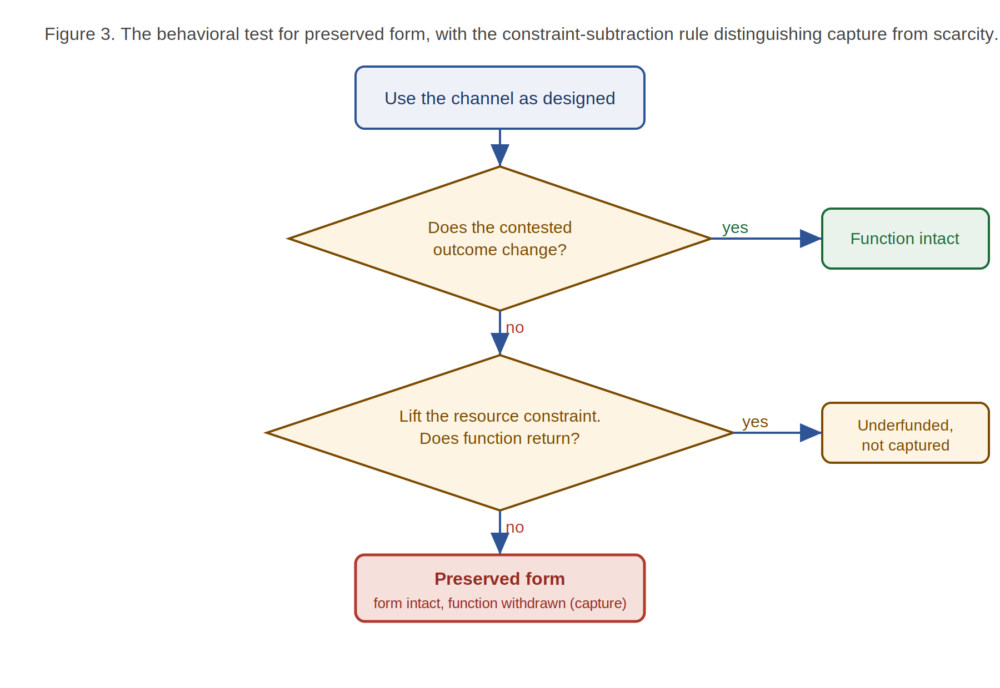 Figure 3. The behavioral test for preserved form, with the constraint-subtraction rule distinguishing capture from scarcity.
Use the channel as designed
Does the contested
outcome change?
yes
Function intact
no
Lift the resource constraint.
Does function return?
yes
Underfunded,
not captured
no
Preserved form
form intact, function withdrawn (capture)